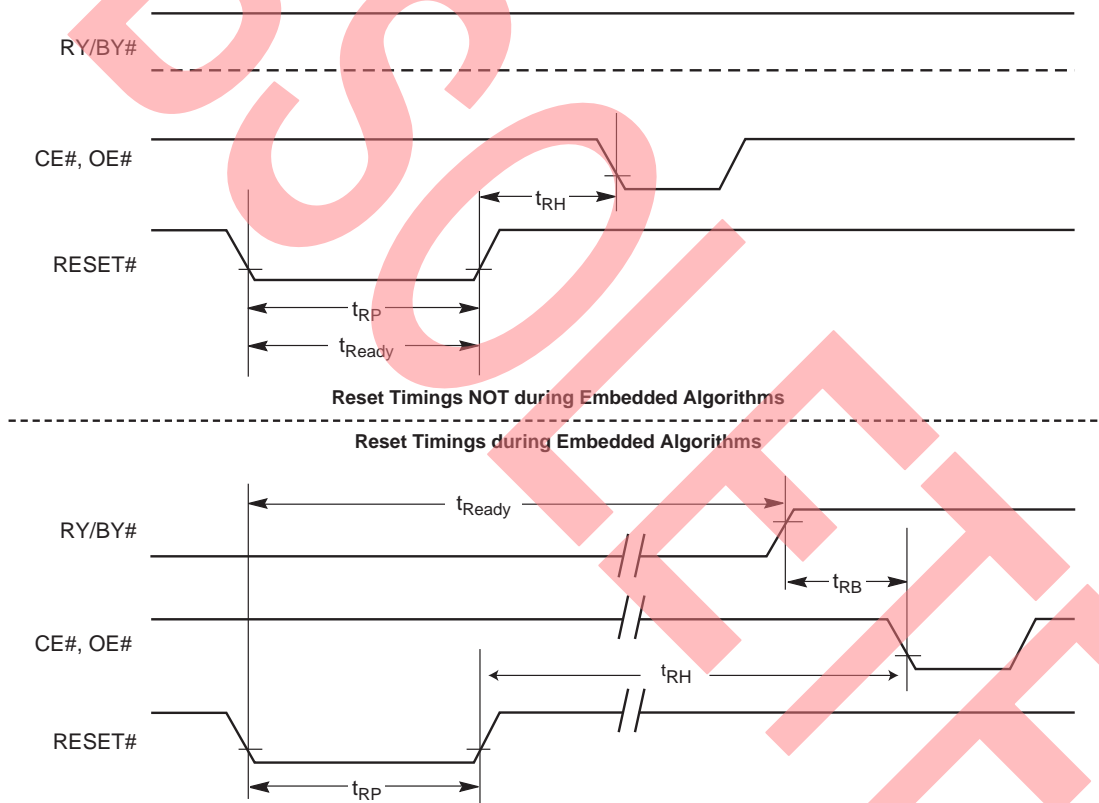 RY/BY#
CE#, OE#
tRH
RESET#
tRP
tReady
Reset Timings NOT during Embedded Algorithms
Reset Timings during Embedded Algorithms
tReady
RY/BY#
tRB
CE#, OE#
tRH
RESET#
tRP